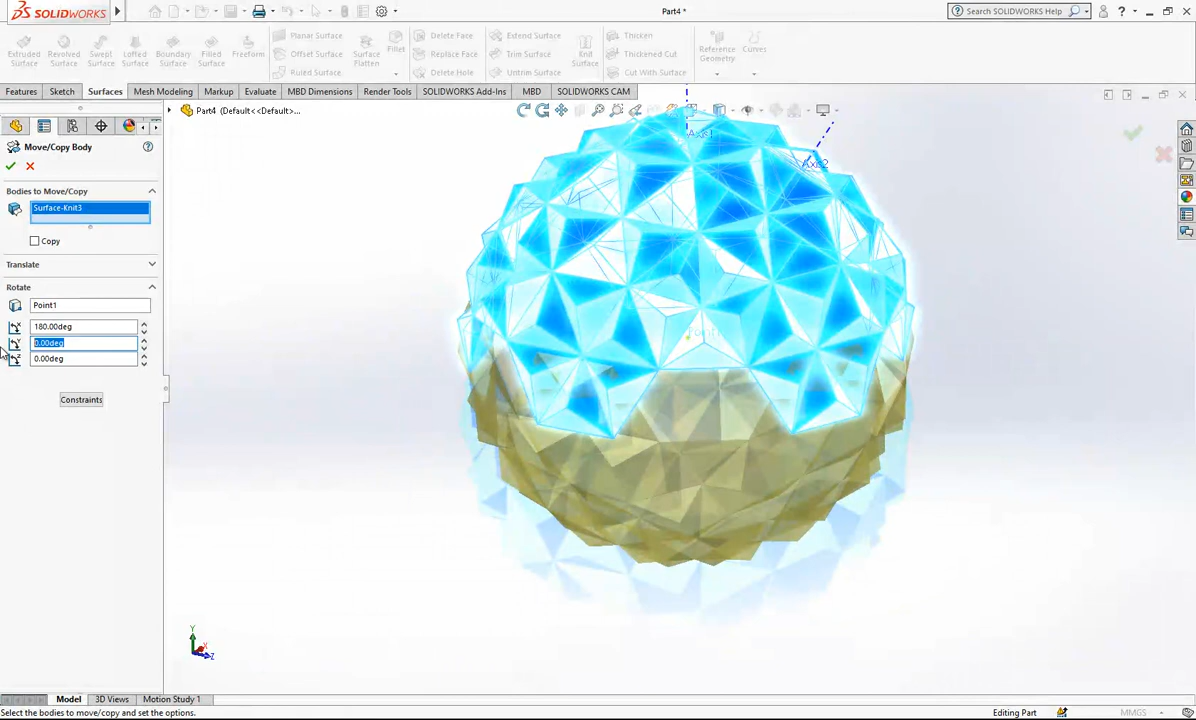 SOLIDWORKS
Part4 *
Search SOLIDWORKS Help
Extruded Surface
Revolved Surface
Swept Surface
Lofted Surface
Boundary Surface
Filled Surface
Freeform
Planar Surface
Offset Surface
Ruled Surface
Surface Flatten
Fillet
Delete Face
Replace Face
Delete Hole
Extend Surface
Trim Surface
Untrim Surface
Knit Surface
Thicken
Thickened Cut
Cut With Surface
Reference Geometry
Curves
Features
Sketch
Surfaces
Mesh Modeling
Markup
Evaluate
MBD Dimensions
Render Tools
SOLIDWORKS Add-Ins
MBD
SOLIDWORKS CAM
Part4 (Default<<Default>...
Move/Copy Body
Bodies to Move/Copy
Surface-Knit3
Copy
Translate
Rotate
Point1
180.00deg
0.00deg
0.00deg
Constraints
Axis1
Axis2
Point1
Y
X
Z
Model
3D Views
Motion Study 1
Select the bodies to move/copy and set the options.
Editing Part
MMGS